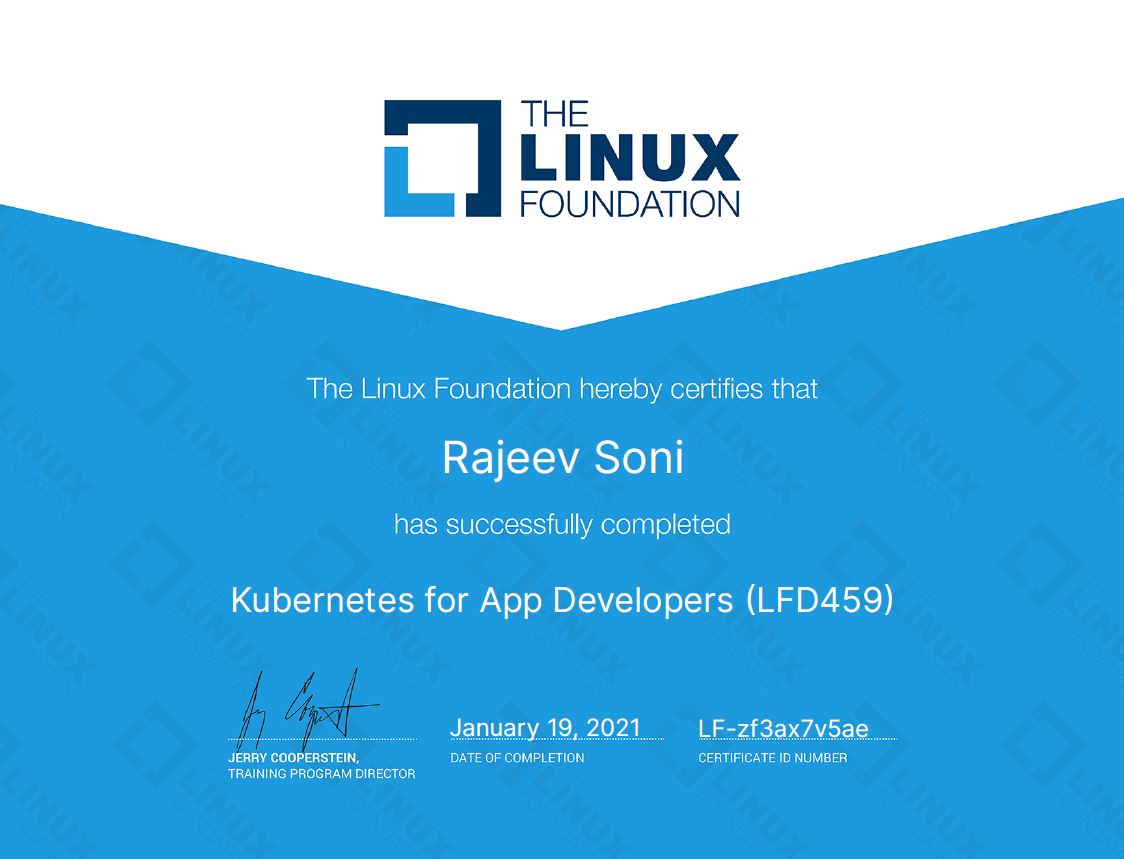 THE
LINUX
FOUNDATION
The Linux Foundation hereby certifies that
Rajeev Soni
has successfully completed
Kubernetes for App Developers (LFD459)
January 19, 2021
LF-zf3ax7v5ae
JERRY COOPERSTEIN,
TRAINING PROGRAM DIRECTOR
DATE OF COMPLETION
CERTIFICATE ID NUMBER